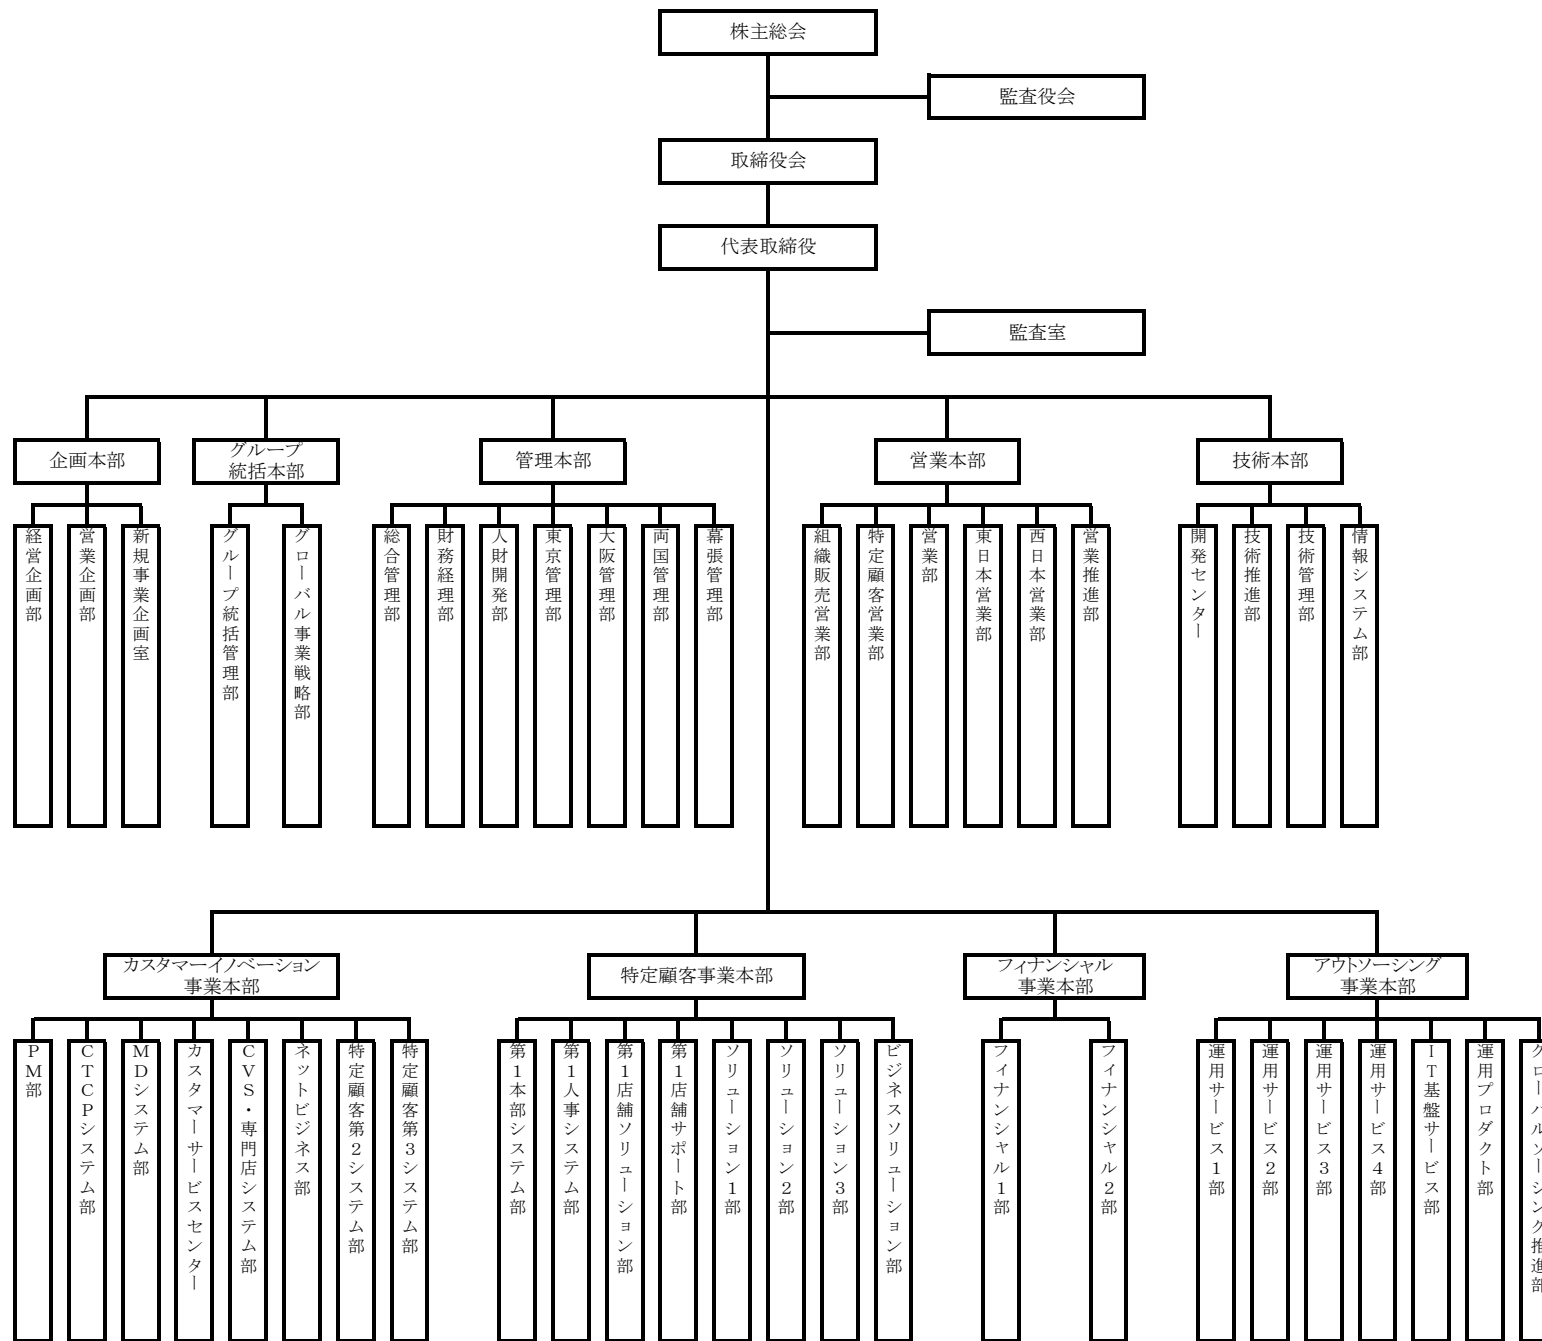 株主総会
監査役会
取締役会
代表取締役
監査室
企画本部
グループ
統括本部
管理本部
営業本部
技術本部
経営企画部
営業企画部
新規事業企画室
グループ統括管理部
グローバル事業戦略部
総合管理部
財務経理部
人財開発部
東京管理部
大阪管理部
両国管理部
幕張管理部
組織販売営業部
特定顧客営業部
営業部
東日本営業部
西日本営業部
営業推進部
開発センター
技術推進部
技術管理部
情報システム部
カスタマーイノベーション
事業本部
特定顧客事業本部
フィナンシャル
事業本部
アウトソーシング
事業本部
PM部
CTCPシステム部
MDシステム部
カスタマーサービスセンター
CVS・専門店システム部
ネットビジネス部
特定顧客第2システム部
特定顧客第3システム部
第1本部システム部
第1人事システム部
第1店舗ソリューション部
第1店舗サポート部
ソリューション1部
ソリューション2部
ソリューション3部
ビジネスソリューション部
フィナンシャル1部
フィナンシャル2部
運用サービス1部
運用サービス2部
運用サービス3部
運用サービス4部
IT基盤サービス部
運用プロダクト部
グローバルソーシング推進部